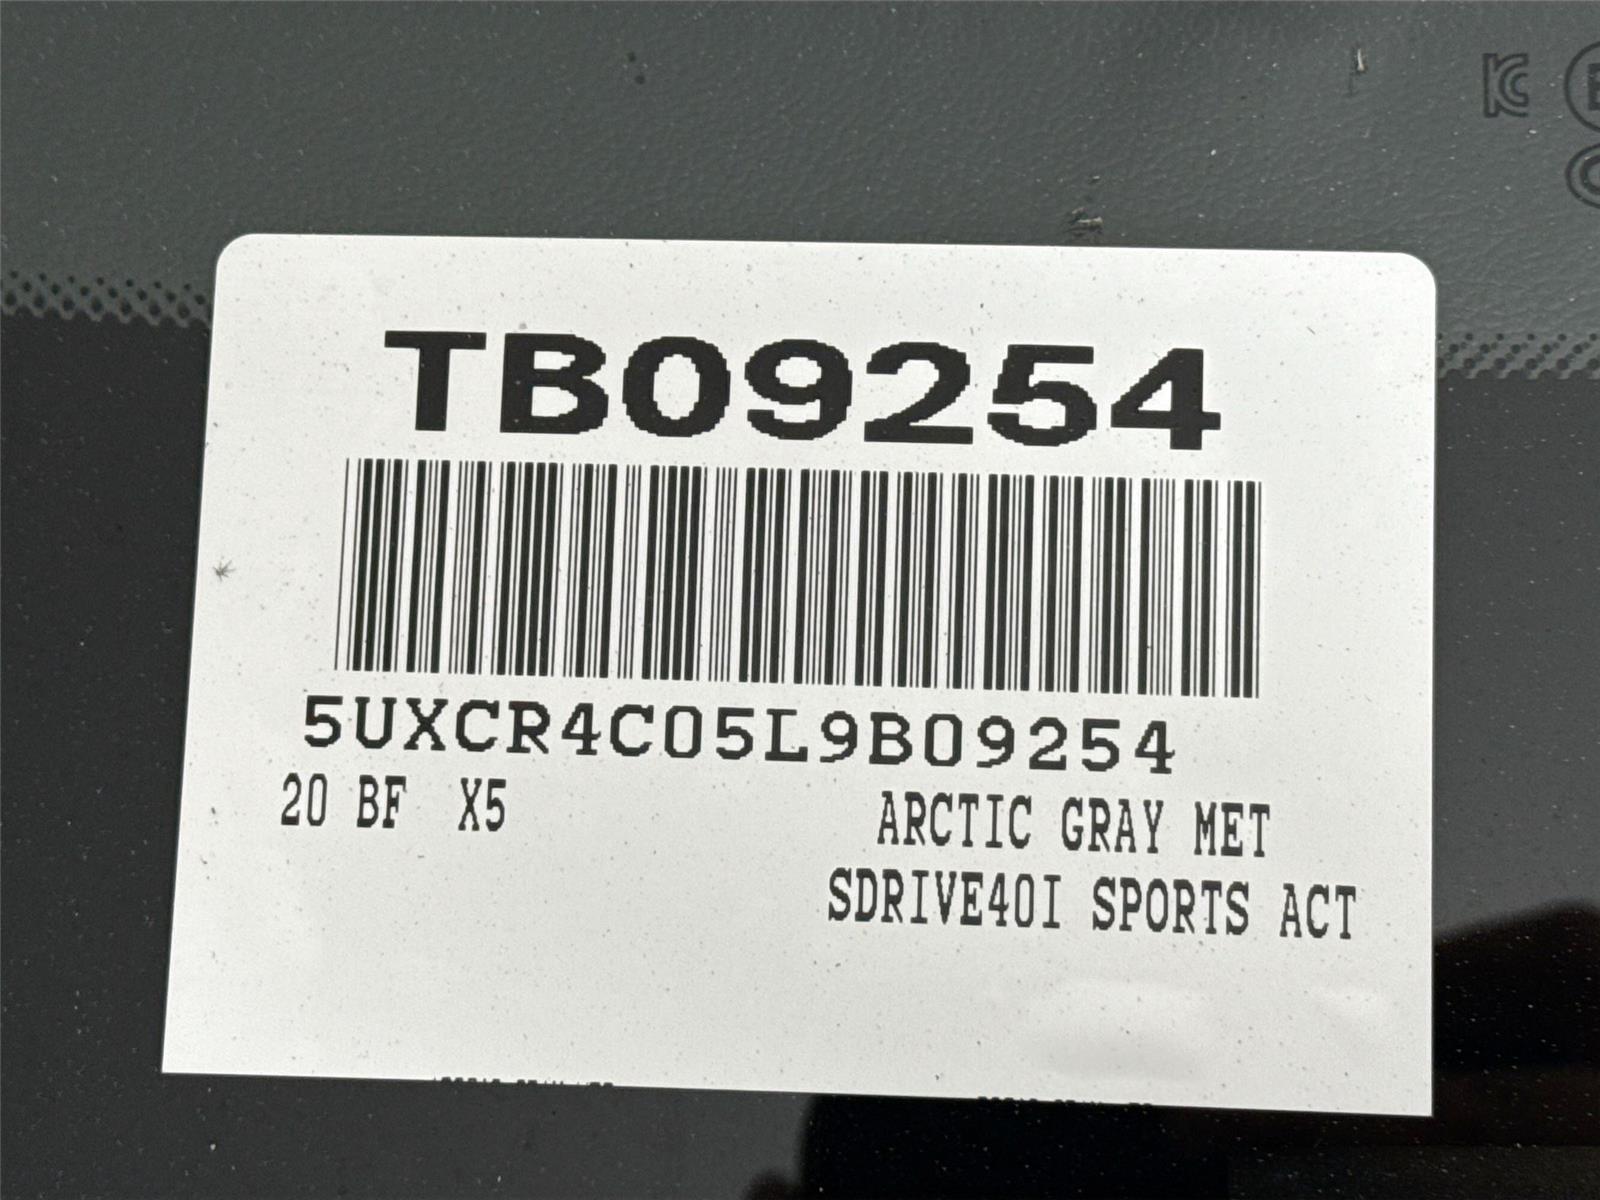 TB09254
5UXCR4C05L9B09254
20 BF X5
ARCTIC GRAY MET
SDRIVE40I SPORTS ACT